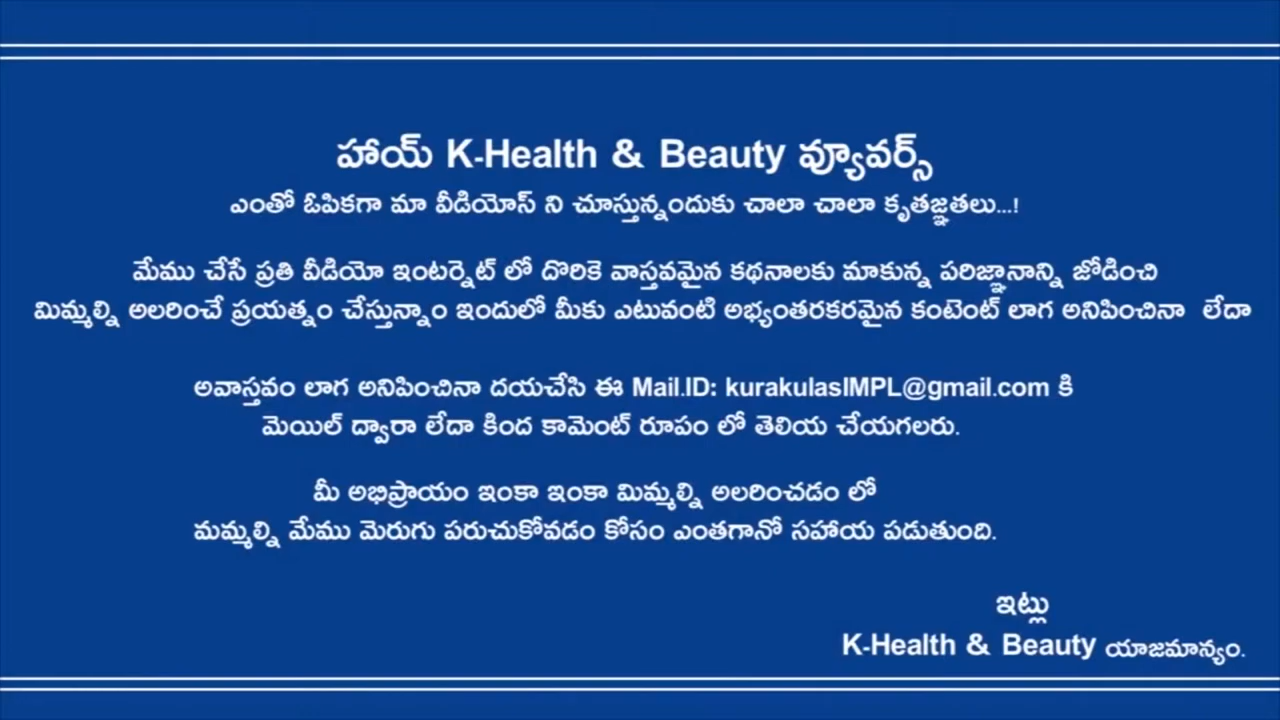 హాయ్ K-Health & Beauty వ్యూవర్స్
ఎంతో ఓపికగా మా వీడియోస్ ని చూస్తున్నందుకు చాలా చాలా కృతజ్ఞతలు...!
మేము చేసే ప్రతి వీడియో ఇంటర్నెట్ లో దొరికె వాస్తవమైన కథనాలకు మాకున్న పరిజ్ఞానాన్ని జోడించి
మిమ్మల్ని అలరించే ప్రయత్నం చేస్తున్నాం ఇందులో మీకు ఎటువంటి అభ్యంతరకరమైన కంటెంట్ లాగ అనిపించినా లేదా
అవాస్తవం లాగ అనిపించినా దయచేసి ఈ Mail.ID: kurakulasIMPL@gmail.com కి
మెయిల్ ద్వారా లేదా కింద కామెంట్ రూపం లో తెలియ చేయగలరు.
మీ అభిప్రాయం ఇంకా ఇంకా మిమ్మల్ని అలరించడం లో
మమ్మల్ని మేము మెరుగు పరుచుకోవడం కోసం ఎంతగానో సహాయ పడుతుంది.
ఇట్లు
K-Health & Beauty యాజమాన్యం.